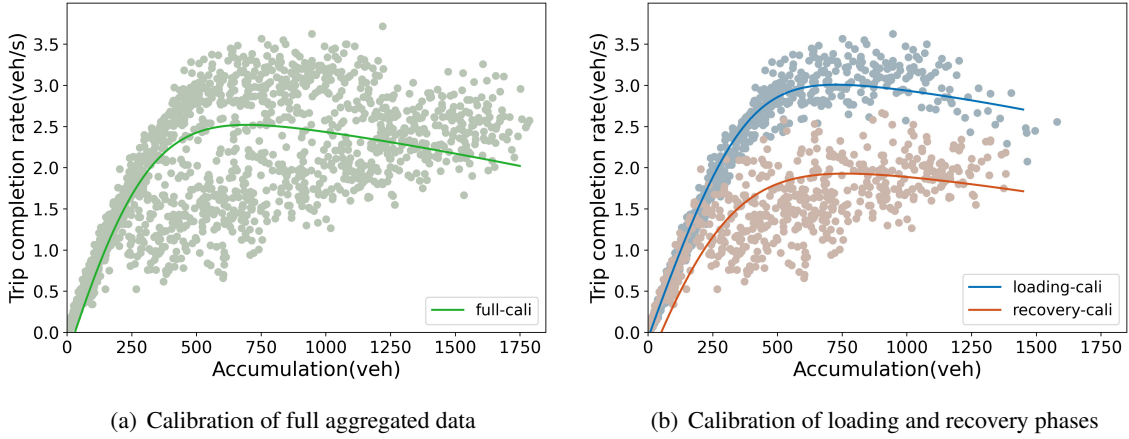 3.5
3.0
2.5
2.0
1.5
1.0
0.5
0.0
Trip completion rate(veh/s)
0 250 500 750 1000 1250 1500 1750
Accumulation(veh)
full-cali
(a) Calibration of full aggregated data
3.5
3.0
2.5
2.0
1.5
1.0
0.5
0.0
Trip completion rate(veh/s)
0 250 500 750 1000 1250 1500 1750
Accumulation(veh)
loading-cali
recovery-cali
(b) Calibration of loading and recovery phases